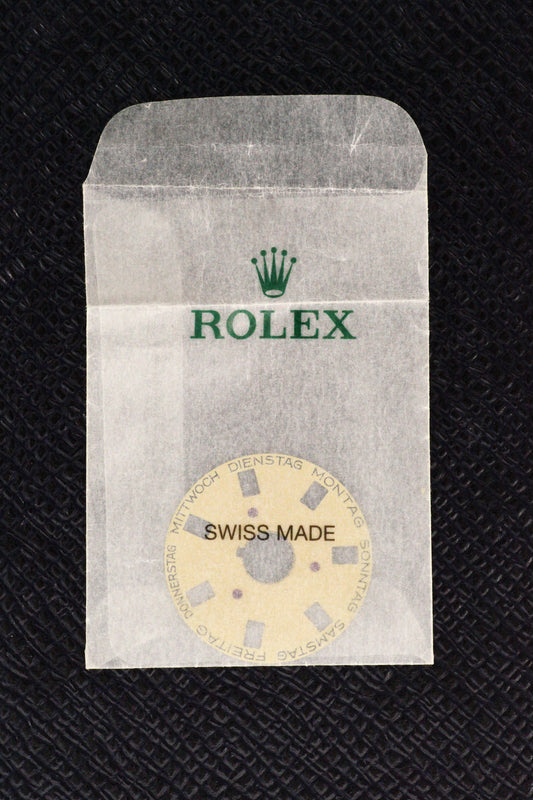 ROLEX
SWISS MADE
DIENSTAG
MONTAG
SONNTAG
SAMSTAG
FREITAG
DONNERSTAG
MITTWOCH